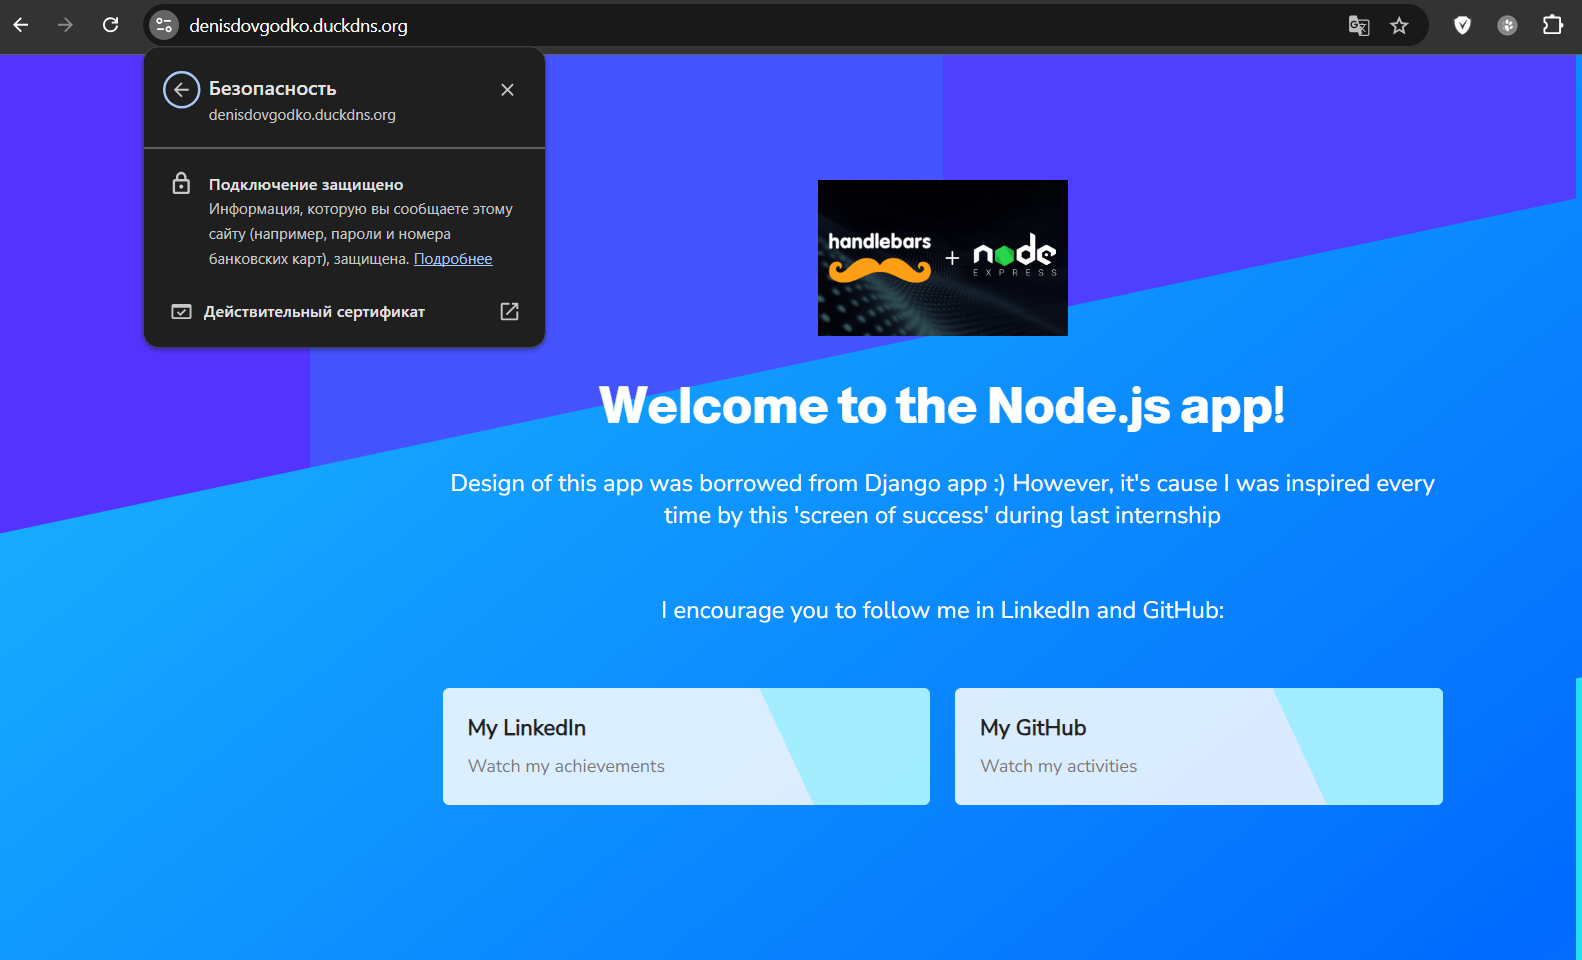 denisdovgodko.duckdns.org
Безопасность
denisdovgodko.duckdns.org
Подключение защищено
Информация, которую вы сообщаете этому
сайту (например, пароли и номера
банковских карт), защищена. Подробнее
Действительный сертификат
handlebars + node
EXPRESS
Welcome to the Node.js app!
Design of this app was borrowed from Django app :) However, it's cause I was inspired every
time by this 'screen of success' during last internship
I encourage you to follow me in LinkedIn and GitHub:
My LinkedIn
Watch my achievements
My GitHub
Watch my activities